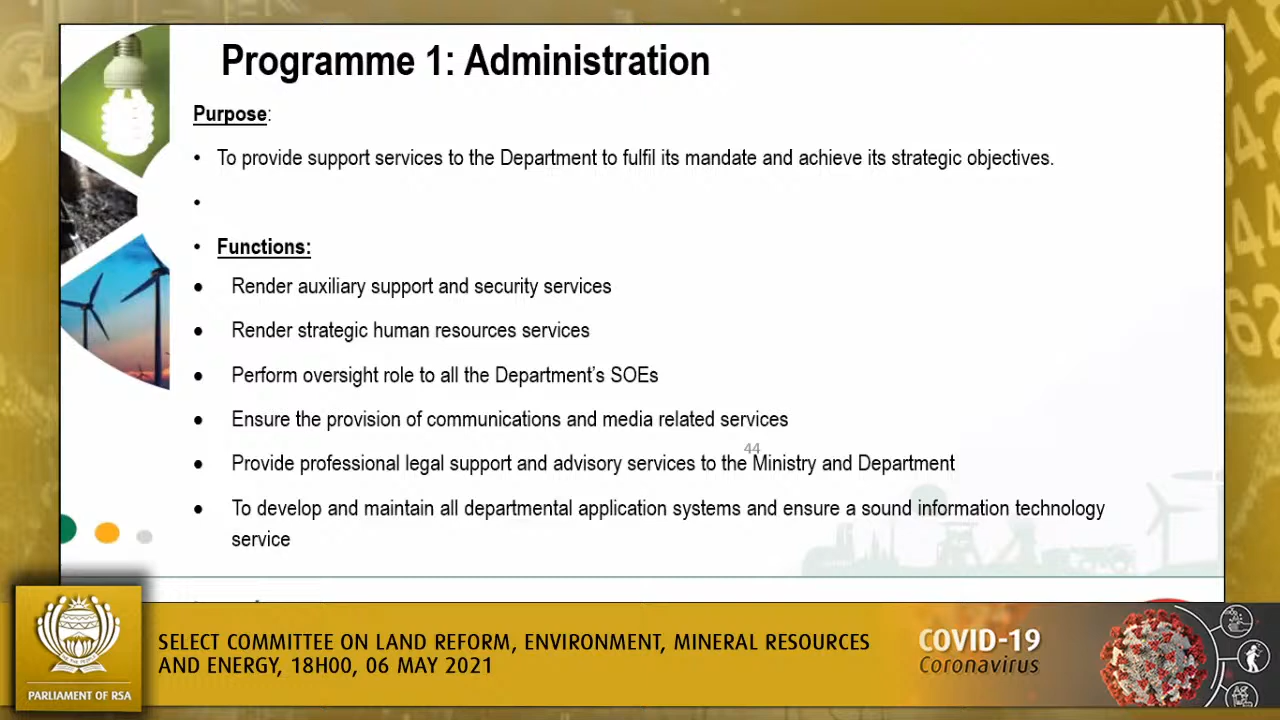 Programme 1: Administration
Purpose:
• To provide support services to the Department to fulfil its mandate and achieve its strategic objectives.
•
• Functions:
● Render auxiliary support and security services
● Render strategic human resources services
● Perform oversight role to all the Department's SOEs
● Ensure the provision of communications and media related services
44
● Provide professional legal support and advisory services to the Ministry and Department
● To develop and maintain all departmental application systems and ensure a sound information technology
service
SELECT COMMITTEE ON LAND REFORM, ENVIRONMENT, MINERAL RESOURCES
AND ENERGY, 18H00, 06 MAY 2021
PARLIAMENT OF RSA
COVID-19
Coronavirus